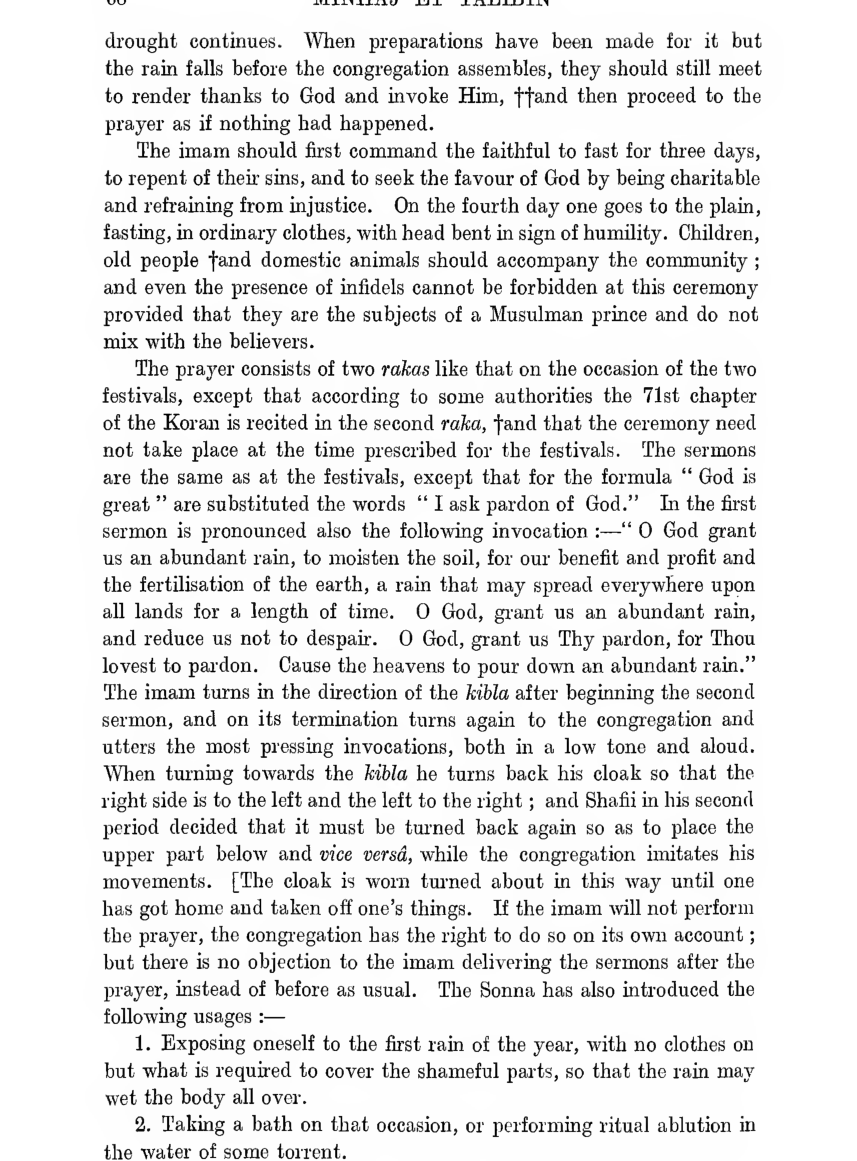 drought continues. When preparations have been made for it but
the rain falls before the congregation assembles, they should still meet
to render thanks to God and invoke Him, ††and then proceed to the
prayer as if nothing had happened.
The imam should first command the faithful to fast for three days,
to repent of their sins, and to seek the favour of God by being charitable
and refraining from injustice. On the fourth day one goes to the plain,
fasting, in ordinary clothes, with head bent in sign of humility. Children,
old people †and domestic animals should accompany the community ;
and even the presence of infidels cannot be forbidden at this ceremony
provided that they are the subjects of a Musulman prince and do not
mix with the believers.
The prayer consists of two rakas like that on the occasion of the two
festivals, except that according to some authorities the 71st chapter
of the Koran is recited in the second raka, †and that the ceremony need
not take place at the time prescribed for the festivals. The sermons
are the same as at the festivals, except that for the formula “ God is
great ” are substituted the words “ I ask pardon of God.” In the first
sermon is pronounced also the following invocation :—“ O God grant
us an abundant rain, to moisten the soil, for our benefit and profit and
the fertilisation of the earth, a rain that may spread everywhere upon
all lands for a length of time. O God, grant us an abundant rain,
and reduce us not to despair. O God, grant us Thy pardon, for Thou
lovest to pardon. Cause the heavens to pour down an abundant rain.”
The imam turns in the direction of the kibla after beginning the second
sermon, and on its termination turns again to the congregation and
utters the most pressing invocations, both in a low tone and aloud.
When turning towards the kibla he turns back his cloak so that the
right side is to the left and the left to the right ; and Shafii in his second
period decided that it must be turned back again so as to place the
upper part below and vice versâ, while the congregation imitates his
movements. [The cloak is worn turned about in this way until one
has got home and taken off one’s things. If the imam will not perform
the prayer, the congregation has the right to do so on its own account ;
but there is no objection to the imam delivering the sermons after the
prayer, instead of before as usual. The Sonna has also introduced the
following usages :—
1. Exposing oneself to the first rain of the year, with no clothes on
but what is required to cover the shameful parts, so that the rain may
wet the body all over.
2. Taking a bath on that occasion, or performing ritual ablution in
the water of some torrent.